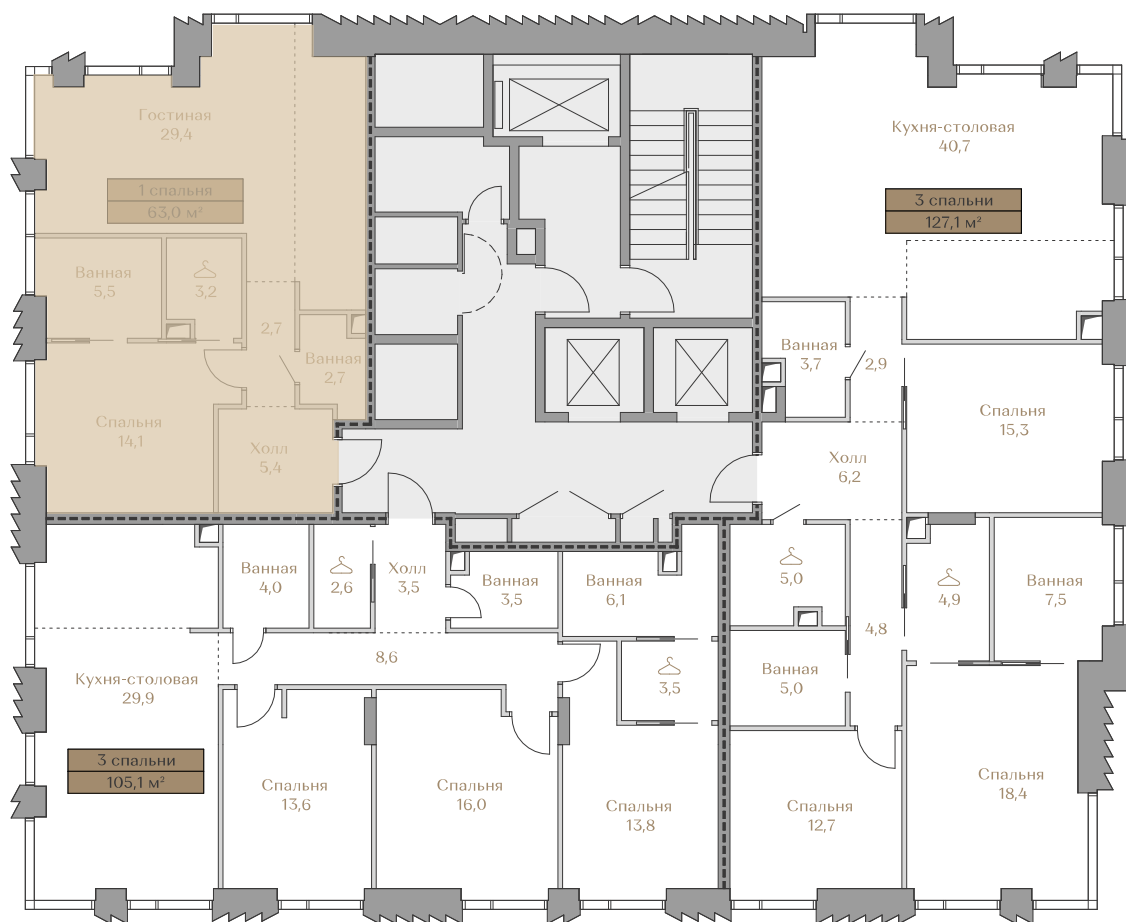 Гостиная
29,4
1 спальня
63,0 м²
Ванная
5,5
3,2
2,7
Ванная
2,7
Спальня
14,1
Холл
5,4
Кухня-столовая
40,7
3 спальни
127,1 м²
Ванная
3,7
2,9
Спальня
15,3
Холл
6,2
5,0
4,9
Ванная
7,5
4,8
Ванная
5,0
Спальня
12,7
Спальня
18,4
Ванная
4,0
2,6
Холл
3,5
Ванная
3,5
Ванная
6,1
8,6
3,5
Кухня-столовая
29,9
3 спальни
105,1 м²
Спальня
13,6
Спальня
16,0
Спальня
13,8